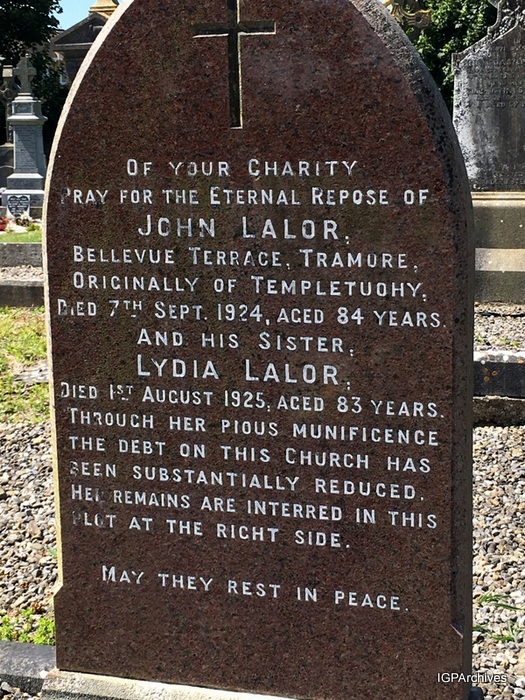 Of your Charity
Pray for the Eternal Repose of
John Lalor,
Bellevue Terrace, Tramore,
Originally of Templetuohy,
Died 7th Sept. 1924, aged 84 years.
And his Sister,
Lydia Lalor,
Died 1st August 1925, aged 83 years.
Through her pious munificence
the debt on this Church has
been substantially reduced.
Her remains are interred in this
plot at the right side.
May they rest in peace.
IGPArchives